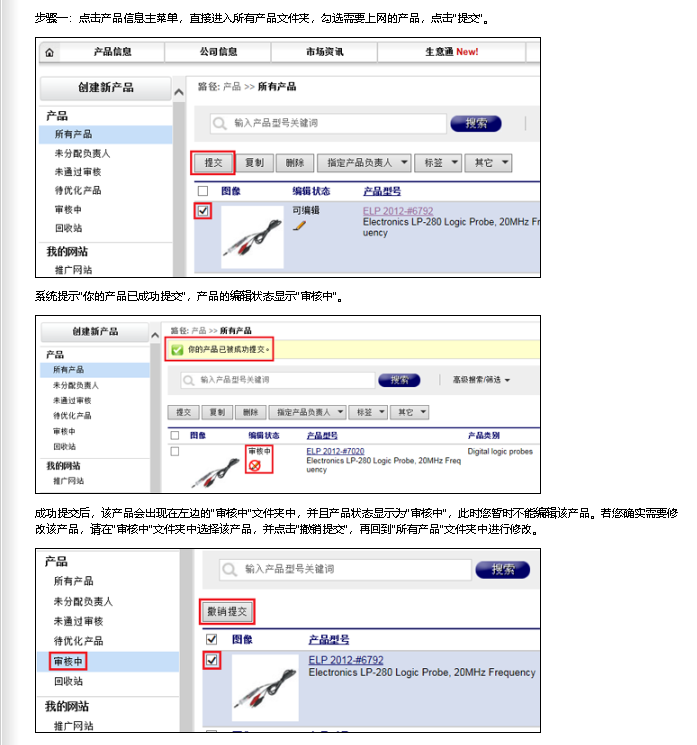 步骤一：点击产品信息主菜单，直接进入所有产品文件夹，勾选需要上网的产品，点击"提交"。
产品信息 公司信息 市场资讯 生意通 New!
创建新产品 路径: 产品 >> 所有产品
产品 输入产品型号关键词 搜索
所有产品
未分配负责人 提交 复制 删除 指定产品负责人 标签 其它
未通过审核
待优化产品 图像 编辑状态 产品型号
审核中 可编辑 ELP 2012-#6792
回收站 Electronics LP-280 Logic Probe, 20MHz Fr
equency
我的网站
推广网站
系统提示"你的产品已成功提交"，产品的编辑状态显示"审核中"。
创建新产品 路径: 产品 >> 所有产品
产品 你的产品已被成功提交。
所有产品
未分配负责人 输入产品型号关键词 搜索 高级搜索/筛选
未通过审核
待优化产品 提交 复制 删除 指定产品负责人 标签 其它
审核中 图像 编辑状态 产品型号 产品类别
回收站 审核中 ELP 2012-#7020 Digital logic probes
我的网站 Electronics LP-280 Logic Probe, 20MHz Freq
uency
推广网站
成功提交后，该产品会出现在左边的"审核中"文件夹中，并且产品状态显示为"审核中"，此时您暂时不能编辑该产品。若您确实需要修
改该产品，请在"审核中"文件夹中选择该产品，并点击"撤销提交"，再回到"所有产品"文件夹中进行修改。
产品
所有产品 输入产品型号关键词 搜索
未分配负责人
未通过审核 撤销提交
待优化产品 图像 产品型号
审核中 ELP 2012-#6792
回收站 Electronics LP-280 Logic Probe, 20MHz Frequency
我的网站
推广网站